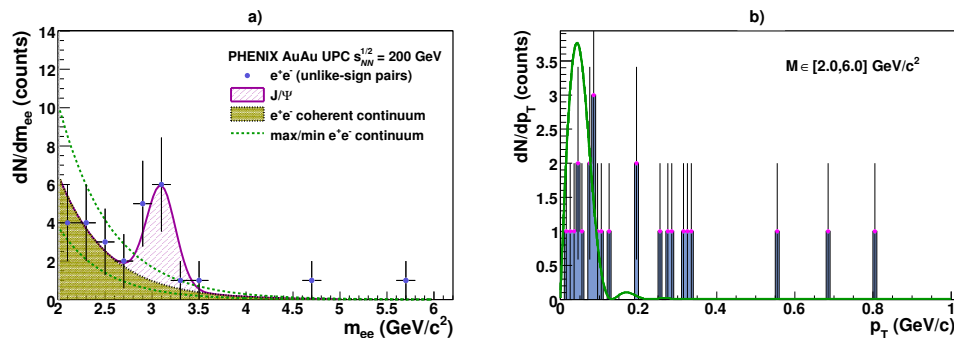 a)
dN/dm_ee (counts)
14
12
10
8
6
4
2
0
PHENIX AuAu UPC s_NN^1/2 = 200 GeV
e⁺e⁻ (unlike-sign pairs)
J/Ψ
e⁺e⁻ coherent continuum
max/min e⁺e⁻ continuum
2 2.5 3 3.5 4 4.5 5 5.5 6
m_ee (GeV/c²)
b)
dN/dp_T (counts)
3.5
3
2.5
2
1.5
1
0.5
0
M ∈ [2.0,6.0] GeV/c²
0 0.2 0.4 0.6 0.8 1
p_T (GeV/c)